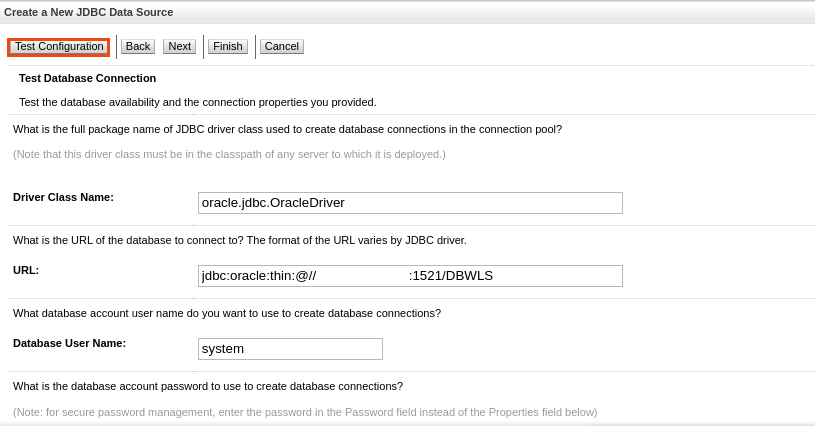 Create a New JDBC Data Source
Test Configuration Back Next Finish Cancel
Test Database Connection
Test the database availability and the connection properties you provided.
What is the full package name of JDBC driver class used to create database connections in the connection pool?
(Note that this driver class must be in the classpath of any server to which it is deployed.)
Driver Class Name: oracle.jdbc.OracleDriver
What is the URL of the database to connect to? The format of the URL varies by JDBC driver.
URL: jdbc:oracle:thin:@// :1521/DBWLS
What database account user name do you want to use to create database connections?
Database User Name: system
What is the database account password to use to create database connections?
(Note: for secure password management, enter the password in the Password field instead of the Properties field below)